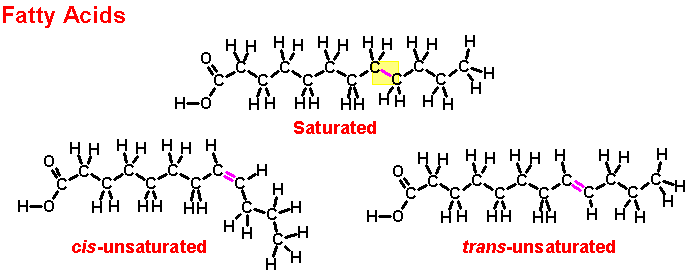 Fatty Acids
H H H H H H H H H
O C C C C C C
C C C C C C H
H O H H H H H H H H H
Saturated
H H H H H H
O C C C C H
C C C C C H H
H O H H H H H H C C H
cis-unsaturated H H C H
H H
H H H H H H H H
O C C C C C C
C C C C C C H
H O H H H H H H H H H
trans-unsaturated